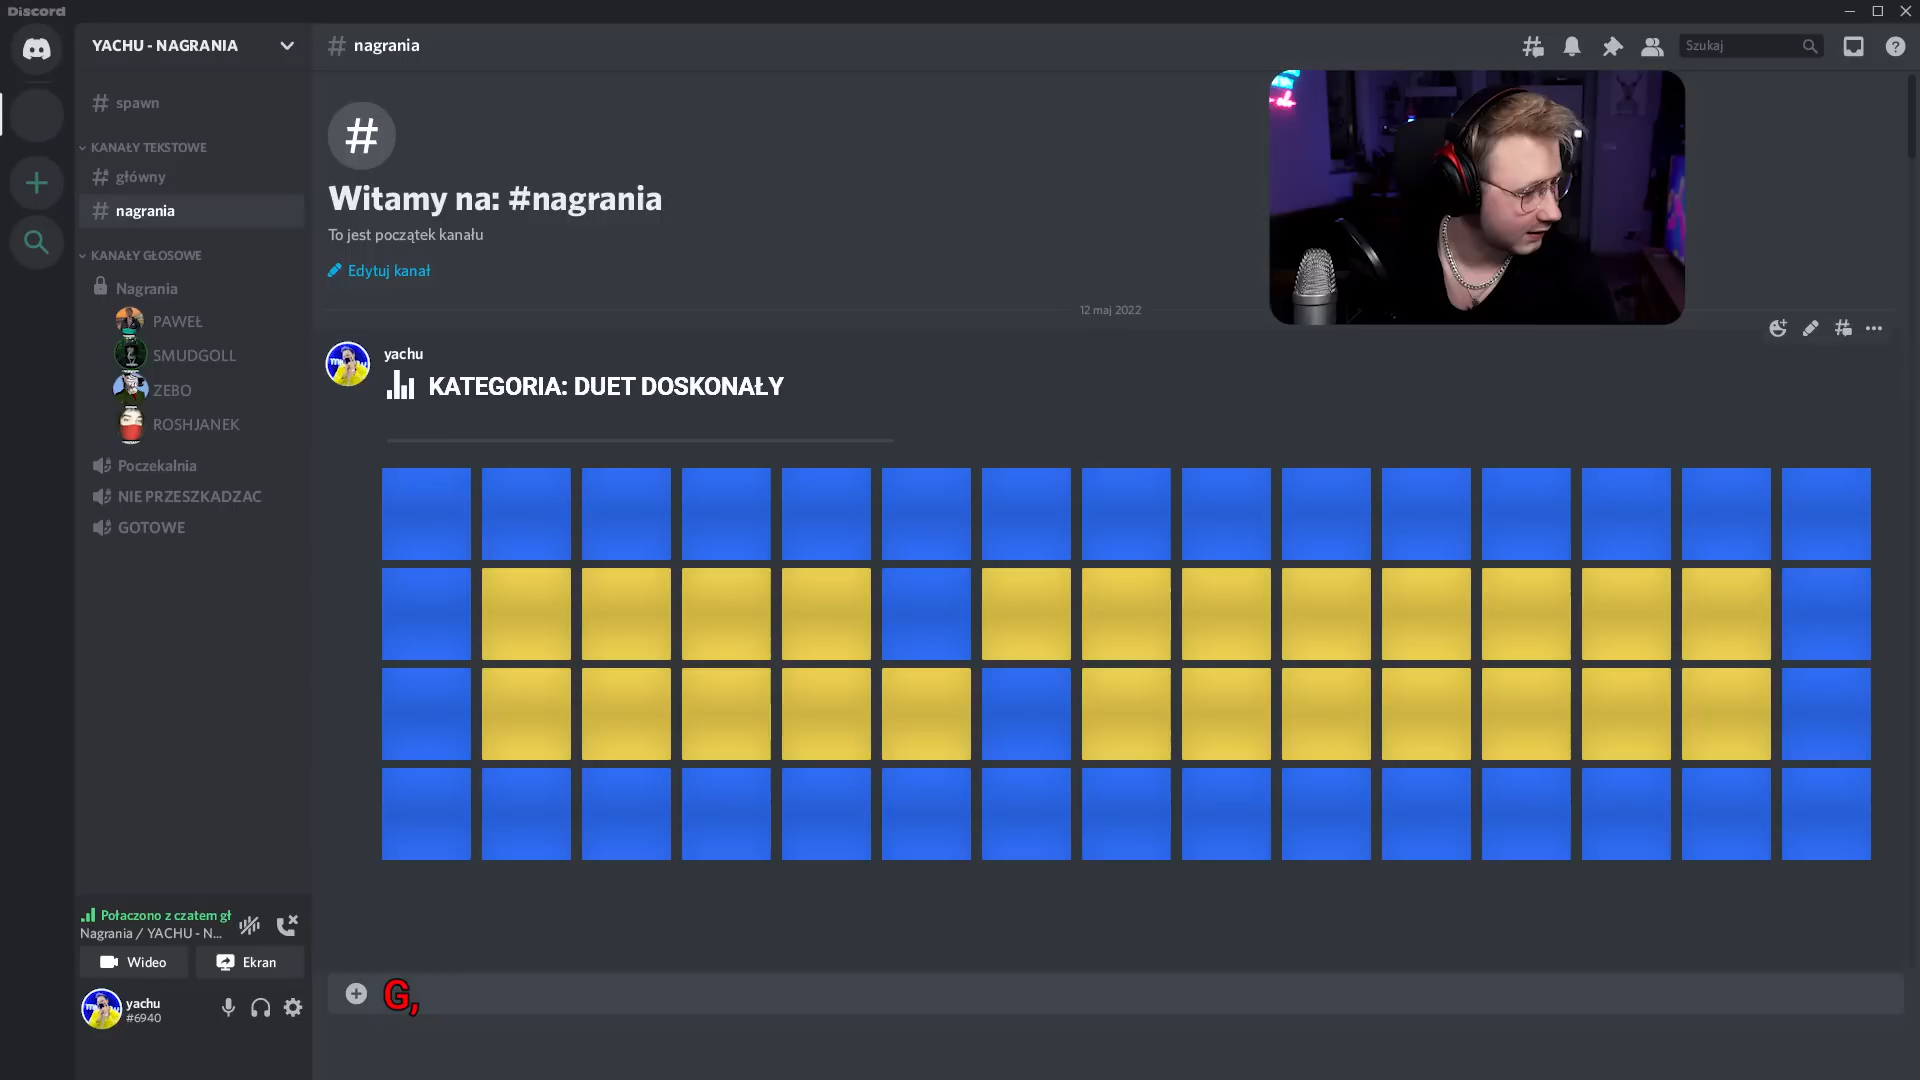 Discord
YACHU - NAGRANIA
# nagrania
Szukaj
spawn
KANAŁY TEKSTOWE
główny
nagrania
KANAŁY GŁOSOWE
Nagrania
PAWEŁ
SMUDGOLL
ZEBO
ROSHJANEK
Poczekalnia
NIE PRZESZKADZAC
GOTOWE
#
Witamy na: #nagrania
To jest początek kanału
Edytuj kanał
12 maj 2022
yachu
KATEGORIA: DUET DOSKONAŁY
Połaczono z czatem gł
Nagrania / YACHU - N...
Wideo
Ekran
yachu
#6940
G,